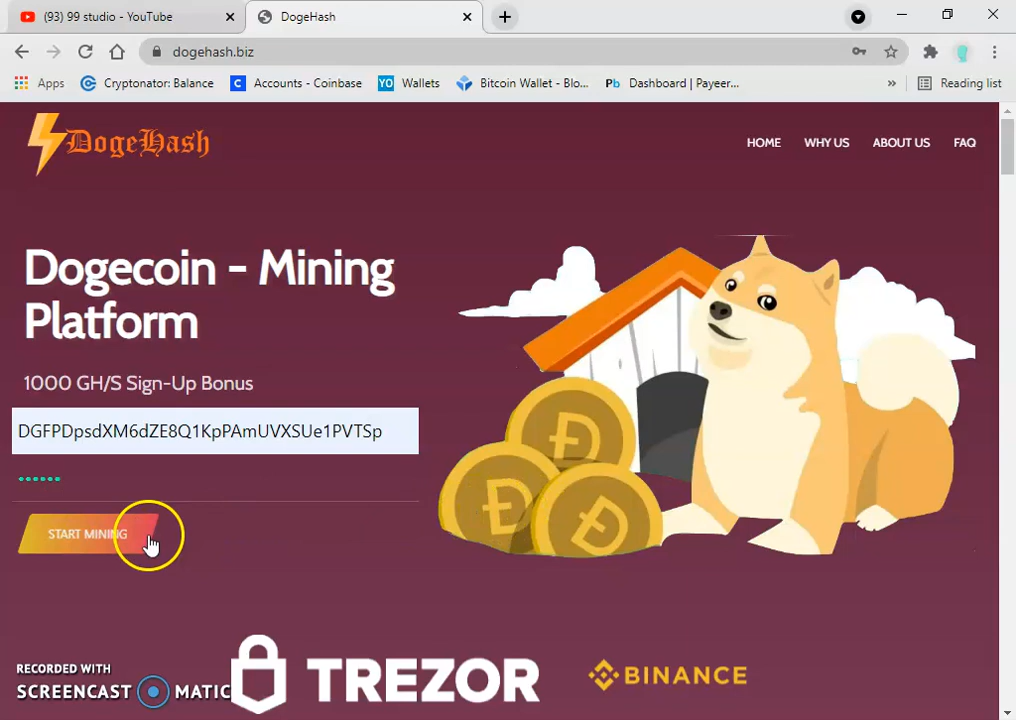 (93) 99 studio - YouTube
DogeHash
dogehash.biz
Apps
Cryptonator: Balance
C
Accounts - Coinbase
YO
Wallets
Bitcoin Wallet - Blo...
Pb
Dashboard | Payeer...
»
Reading list
DogeHash
HOME
WHY US
ABOUT US
FAQ
Dogecoin - Mining
Platform
1000 GH/S Sign-Up Bonus
DGFPDpsdXM6dZE8Q1KpPAmUVXSUe1PVTSp
••••••
START MINING
RECORDED WITH
SCREENCAST MATIC
TREZOR
BINANCE